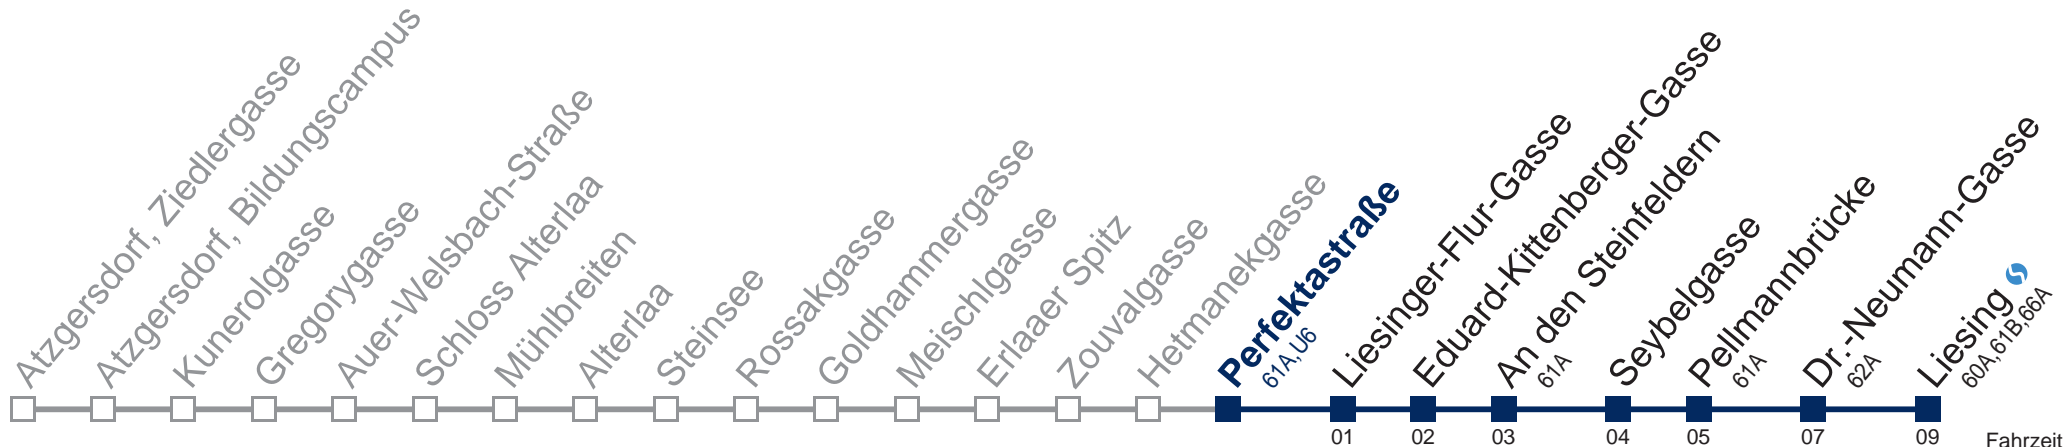 Atzgersdorf, Ziedlergasse
Atzgersdorf, Bildungscampus
Kunerolgasse
Gregorygasse
Auer-Welsbach-Straße
Schloss Alterlaa
Mühlbreiten
Alterlaa
Steinsee
Rossakgasse
Goldhammergasse
Meischlgasse
Erlaaer Spitz
Zouvalgasse
Hetmanekgasse
Perfektastraße
61A,U6
Liesinger-Flur-Gasse
Eduard-Kittenberger-Gasse
An den Steinfeldern
61A
Seybelgasse
Pellmannbrücke
61A
Dr.-Neumann-Gasse
62A
Liesing
60A,61B,66A
01 02 03 04 05 07 09 Fahrzeit